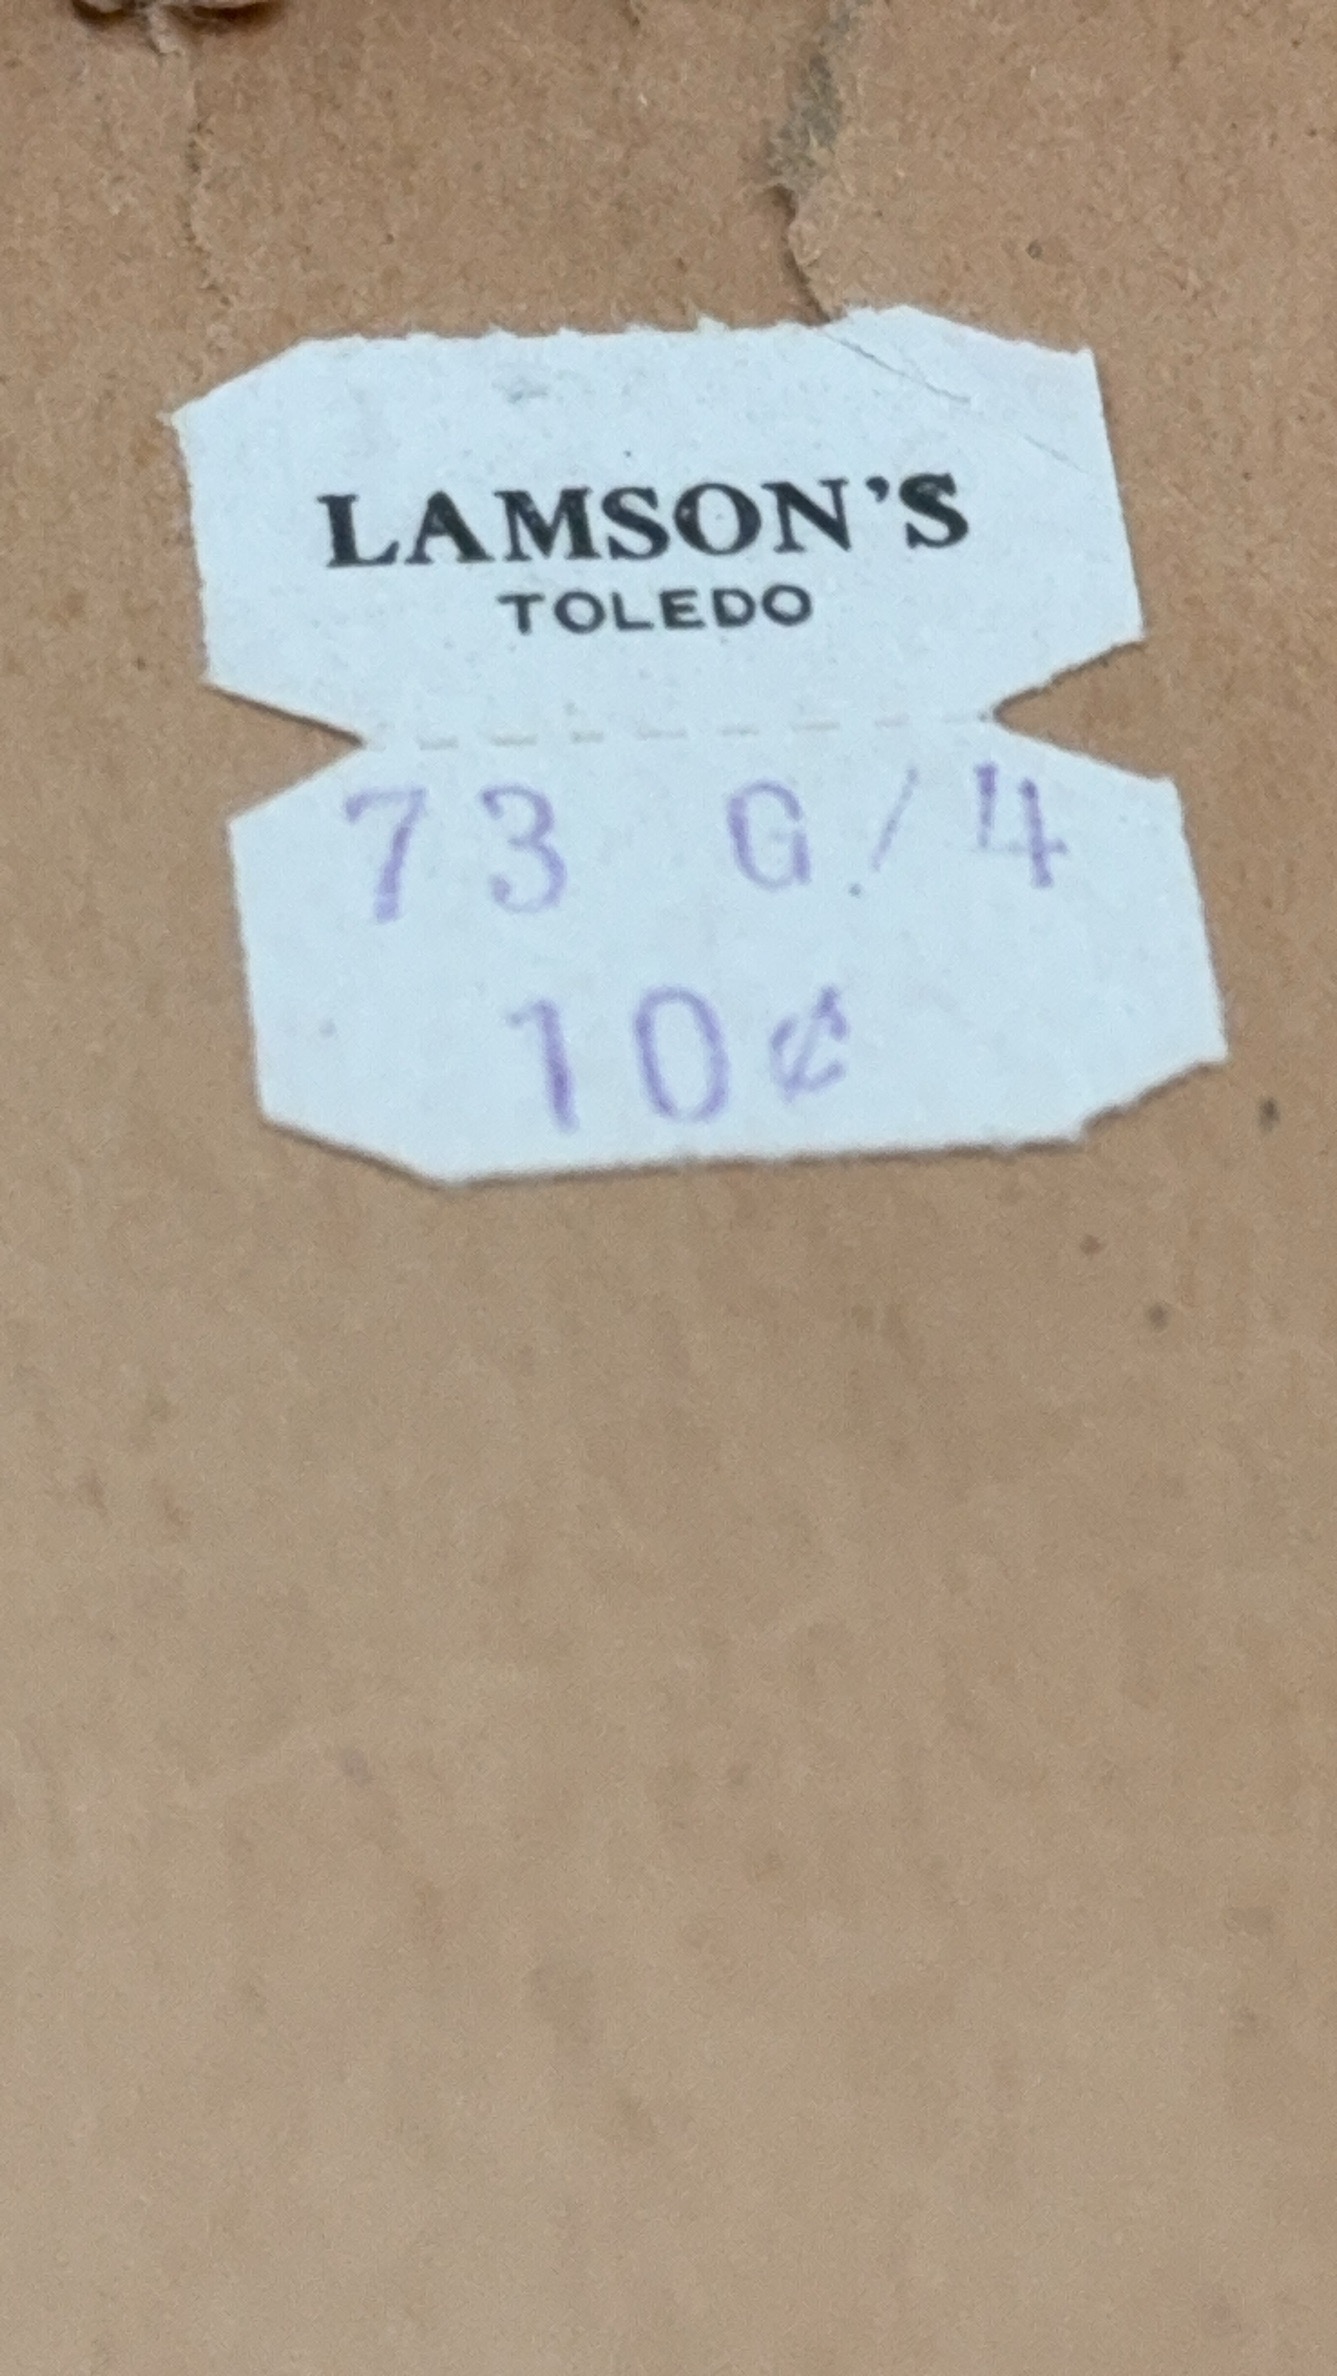 LAMSON'S
TOLEDO
73 G/4
10¢